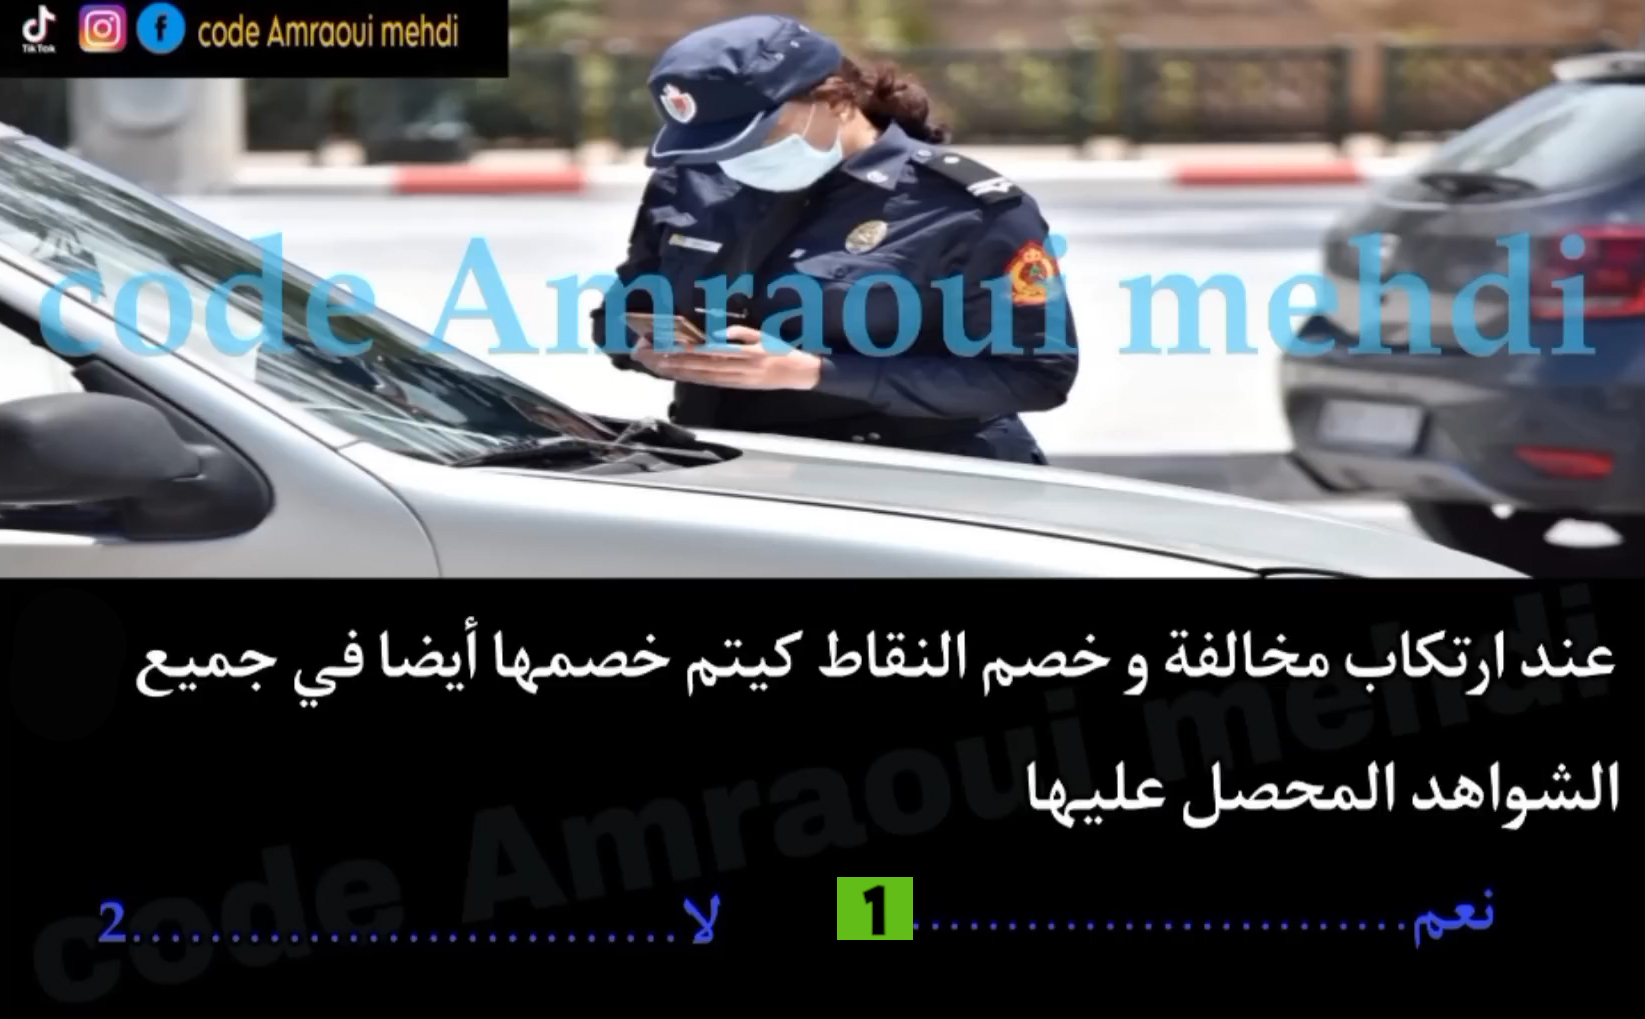 TikTok
code Amraoui mehdi
code Amraoui mehdi
عند ارتكاب مخالفة و خصم النقاط كيتم خصمها أيضا في جميع
الشواهد المحصل عليها
نعم..............................1
لا..............................2
code Amraoui mehdi